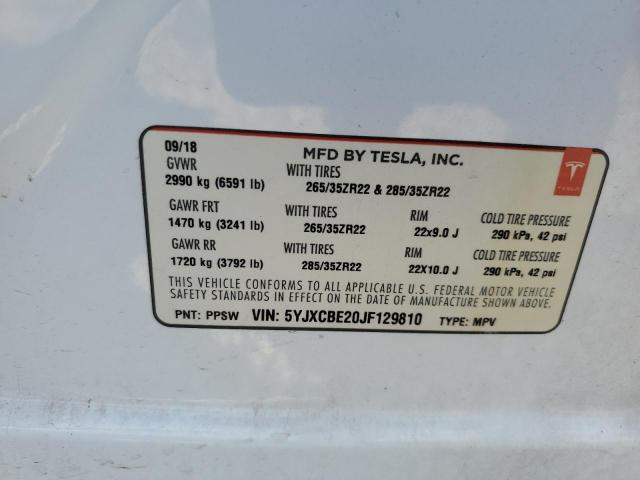 09/18
MFD BY TESLA, INC.
GVWR WITH TIRES
2990 kg (6591 lb) 265/35ZR22 & 285/35ZR22
TESLA
GAWR FRT WITH TIRES RIM COLD TIRE PRESSURE
1470 kg (3241 lb) 265/35ZR22 22x9.0 J 290 kPa, 42 psi
GAWR RR WITH TIRES RIM COLD TIRE PRESSURE
1720 kg (3792 lb) 285/35ZR22 22X10.0 J 290 kPa, 42 psi
THIS VEHICLE CONFORMS TO ALL APPLICABLE U.S. FEDERAL MOTOR VEHICLE
SAFETY STANDARDS IN EFFECT ON THE DATE OF MANUFACTURE SHOWN ABOVE.
PNT: PPSW VIN: 5YJXCBE20JF129810 TYPE: MPV